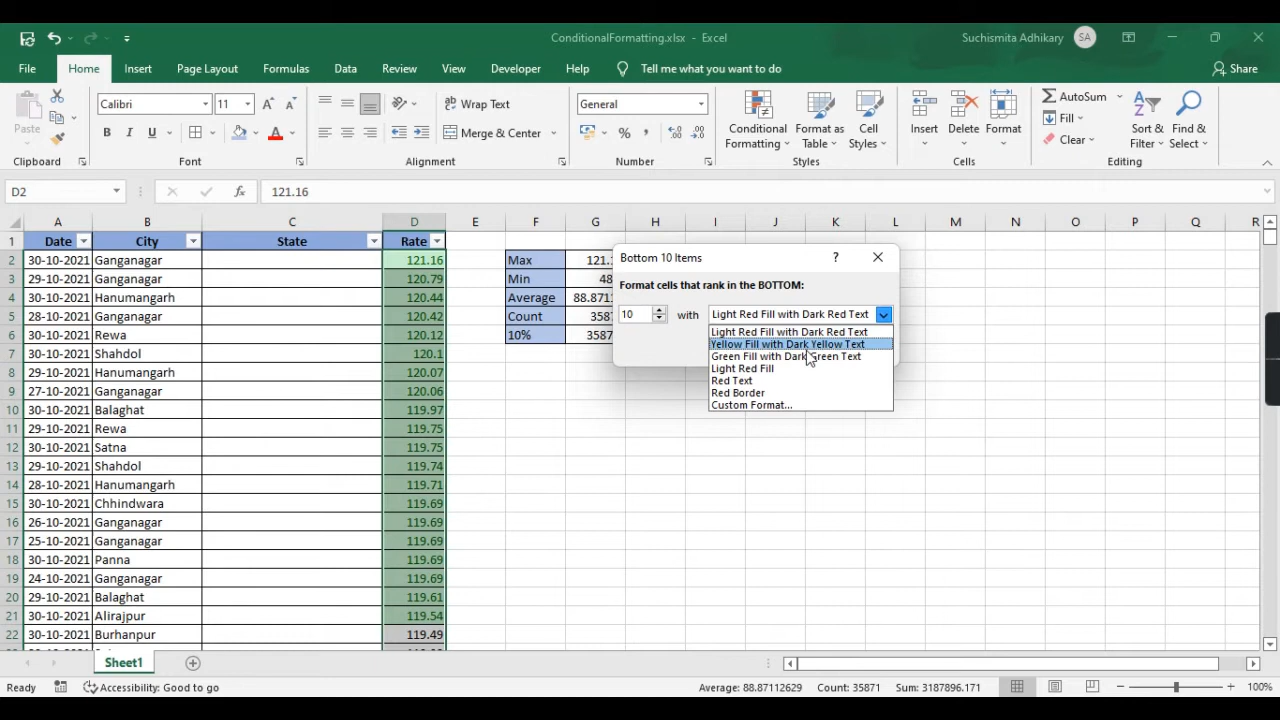 ConditionalFormatting.xlsx - Excel
Suchismita Adhikary SA
File Home Insert Page Layout Formulas Data Review View Developer Help Tell me what you want to do Share
Paste
Calibri 11
B I U A
Wrap Text
Merge & Center
General
Conditional Formatting
Format as Table
Cell Styles
Insert Delete Format
AutoSum
Fill
Clear
Sort & Filter
Find & Select
Clipboard Font Alignment Number Styles Cells Editing
D2 fx 121.16
A B C D E F G H I J K L M N O P Q R
1 Date City State Rate
2 30-10-2021 Ganganagar 121.16 Max
3 29-10-2021 Ganganagar 120.79 Min
4 30-10-2021 Hanumangarh 120.44 Average
5 28-10-2021 Ganganagar 120.42 Count
6 30-10-2021 Rewa 120.12 10%
7 30-10-2021 Shahdol 120.1
8 29-10-2021 Hanumangarh 120.07
9 27-10-2021 Ganganagar 120.06
10 30-10-2021 Balaghat 119.97
11 29-10-2021 Rewa 119.75
12 30-10-2021 Satna 119.75
13 29-10-2021 Shahdol 119.74
14 28-10-2021 Hanumangarh 119.71
15 30-10-2021 Chhindwara 119.69
16 26-10-2021 Ganganagar 119.69
17 25-10-2021 Ganganagar 119.69
18 30-10-2021 Panna 119.69
19 24-10-2021 Ganganagar 119.69
20 29-10-2021 Balaghat 119.61
21 30-10-2021 Alirajpur 119.54
22 30-10-2021 Burhanpur 119.49
Bottom 10 Items ?
Format cells that rank in the BOTTOM:
10 with Light Red Fill with Dark Red Text
Light Red Fill with Dark Red Text
Yellow Fill with Dark Yellow Text
Green Fill with Dark Green Text
Light Red Fill
Red Text
Red Border
Custom Format...
Sheet1
Ready Accessibility: Good to go Average: 88.87112629 Count: 35871 Sum: 3187896.171 100%